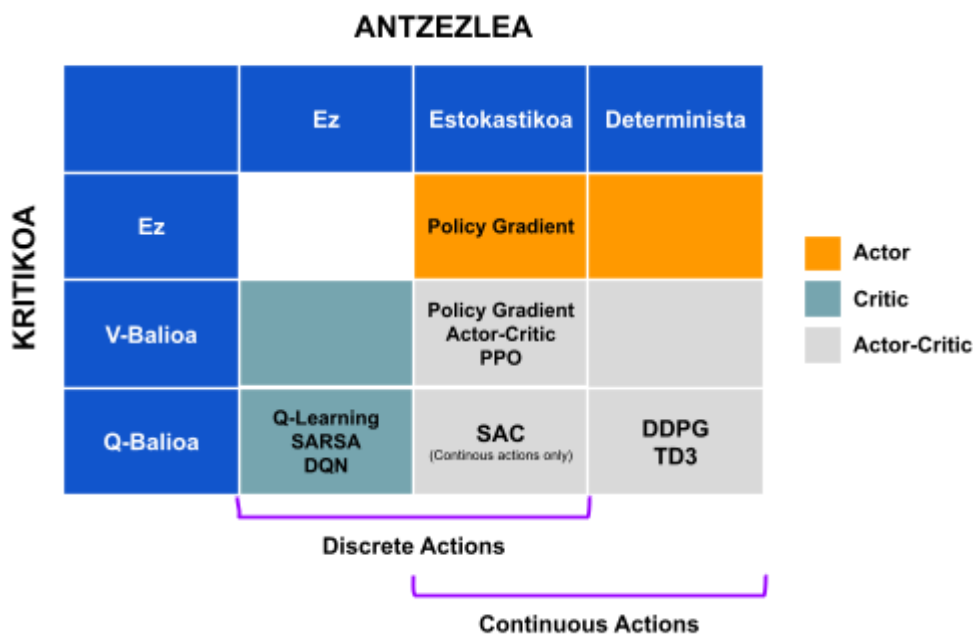 ANTZEZLEA
Ez
Estokastikoa
Determinista
KRITIKOA
Ez
Policy Gradient
V-Balioa
Policy Gradient
Actor-Critic
PPO
Q-Balioa
Q-Learning
SARSA
DQN
SAC
(Continous actions only)
DDPG
TD3
Actor
Critic
Actor-Critic
Discrete Actions
Continuous Actions